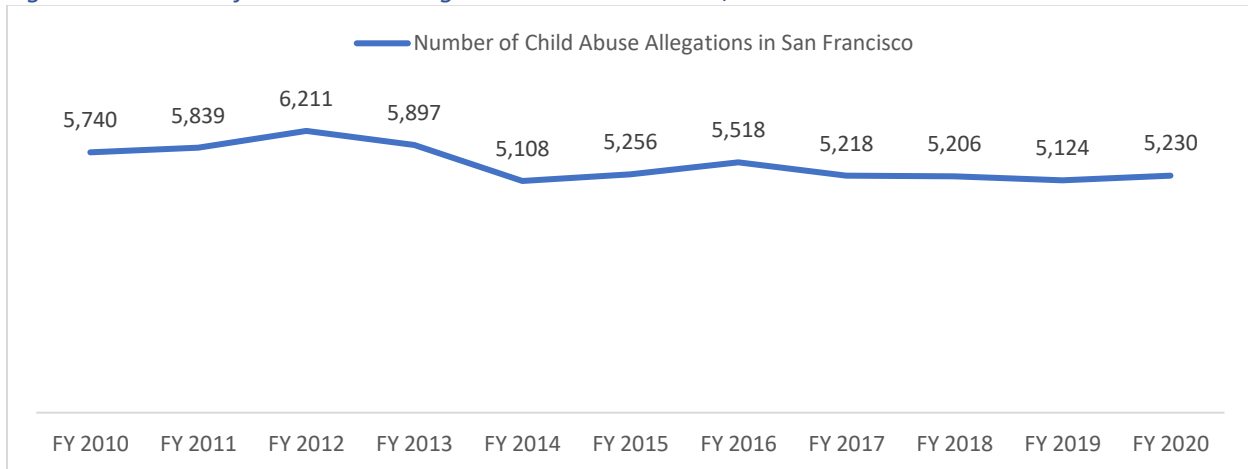 Number of Child Abuse Allegations in San Francisco
5,740 5,839 6,211 5,897 5,108 5,256 5,518 5,218 5,206 5,124 5,230
FY 2010 FY 2011 FY 2012 FY 2013 FY 2014 FY 2015 FY 2016 FY 2017 FY 2018 FY 2019 FY 2020